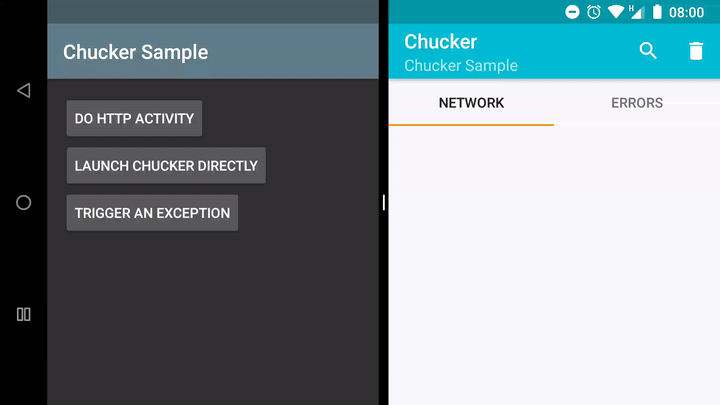 Chucker Sample
DO HTTP ACTIVITY
LAUNCH CHUCKER DIRECTLY
TRIGGER AN EXCEPTION
H 08:00
Chucker
Chucker Sample
NETWORK ERRORS